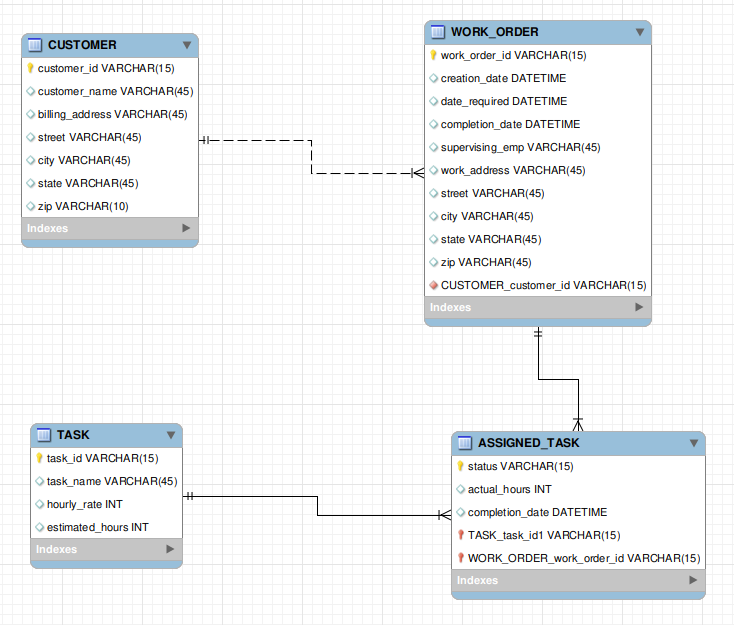 CUSTOMER
customer_id VARCHAR(15)
customer_name VARCHAR(45)
billing_address VARCHAR(45)
street VARCHAR(45)
city VARCHAR(45)
state VARCHAR(45)
zip VARCHAR(10)
Indexes
WORK_ORDER
work_order_id VARCHAR(15)
creation_date DATETIME
date_required DATETIME
completion_date DATETIME
supervising_emp VARCHAR(45)
work_address VARCHAR(45)
street VARCHAR(45)
city VARCHAR(45)
state VARCHAR(45)
zip VARCHAR(45)
CUSTOMER_customer_id VARCHAR(15)
Indexes
TASK
task_id VARCHAR(15)
task_name VARCHAR(45)
hourly_rate INT
estimated_hours INT
Indexes
ASSIGNED_TASK
status VARCHAR(15)
actual_hours INT
completion_date DATETIME
TASK_task_id1 VARCHAR(15)
WORK_ORDER_work_order_id VARCHAR(15)
Indexes